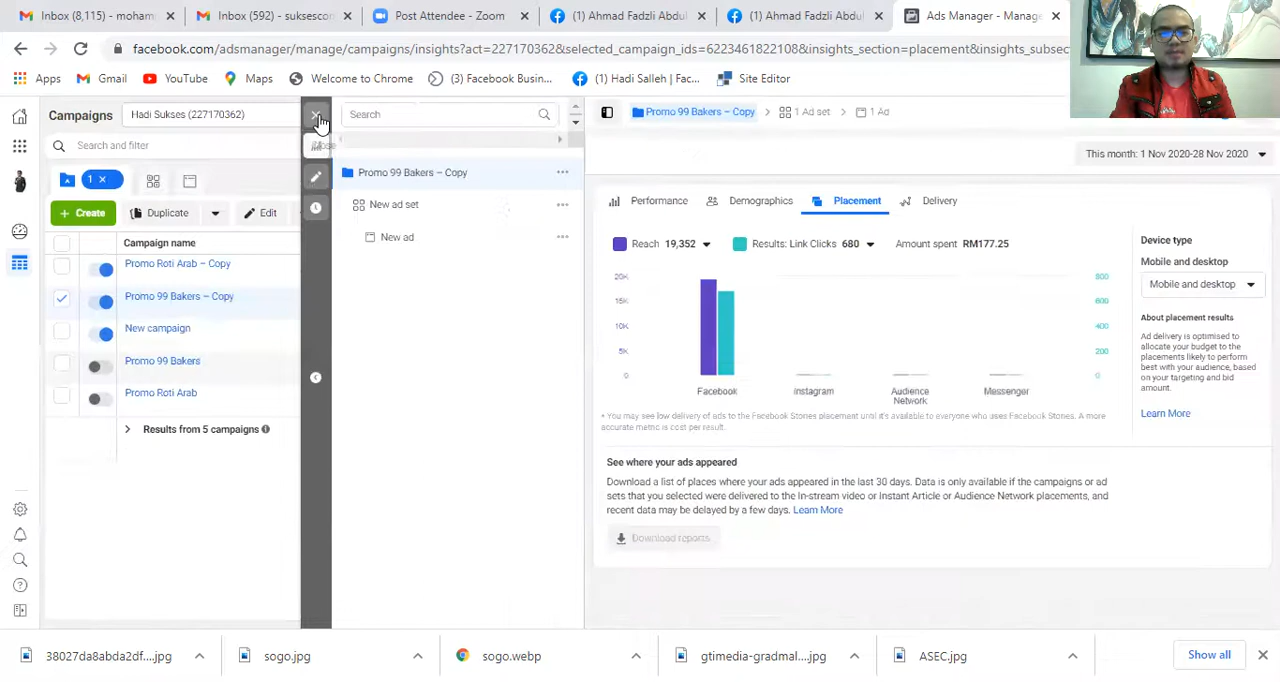 Inbox (8,115) - moham
Inbox (592) - suksescon
Post Attendee - Zoom
(1) Ahmad Fadzli Abdul
(1) Ahmad Fadzli Abdul
Ads Manager - Manage
facebook.com/adsmanager/manage/campaigns/insights?act=227170362&selected_campaign_ids=6223461822108&insights_section=placement&insights_subsec
Apps
Gmail
YouTube
Maps
Welcome to Chrome
(3) Facebook Busin...
(1) Hadi Salleh | Fac...
Site Editor
Campaigns
Hadi Sukses (227170362)
Search and filter
1 ×
+ Create
Duplicate
Edit
Campaign name
Promo Roti Arab – Copy
Promo 99 Bakers – Copy
New campaign
Promo 99 Bakers
Promo Roti Arab
Results from 5 campaigns
Search
Promo 99 Bakers – Copy
New ad set
New ad
Promo 99 Bakers – Copy
1 Ad set
1 Ad
This month: 1 Nov 2020-28 Nov 2020
Performance
Demographics
Placement
Delivery
Reach 19,352
Results: Link Clicks 680
Amount spent RM177.25
20K
15K
10K
5K
0
800
600
400
200
0
Facebook
Instagram
Audience
Network
Messenger
* You may see low delivery of ads to the Facebook Stories placement until it's available to everyone who uses Facebook Stories. A more
accurate metric is cost per result.
Device type
Mobile and desktop
Mobile and desktop
About placement results
Ad delivery is optimised to
allocate your budget to the
placements likely to perform
best with your audience,
based on your targeting and bid
amount.
Learn More
See where your ads appeared
Download a list of places where your ads appeared in the last 30 days. Data is only available if the campaigns or ad
sets that you selected were delivered to the In-stream video or Instant Article or Audience Network placements, and
recent data may be delayed by a few days. Learn More
Download reports
38027da8abda2df....jpg
sogo.jpg
sogo.webp
gtimedia-gradmal....jpg
ASEC.jpg
Show all